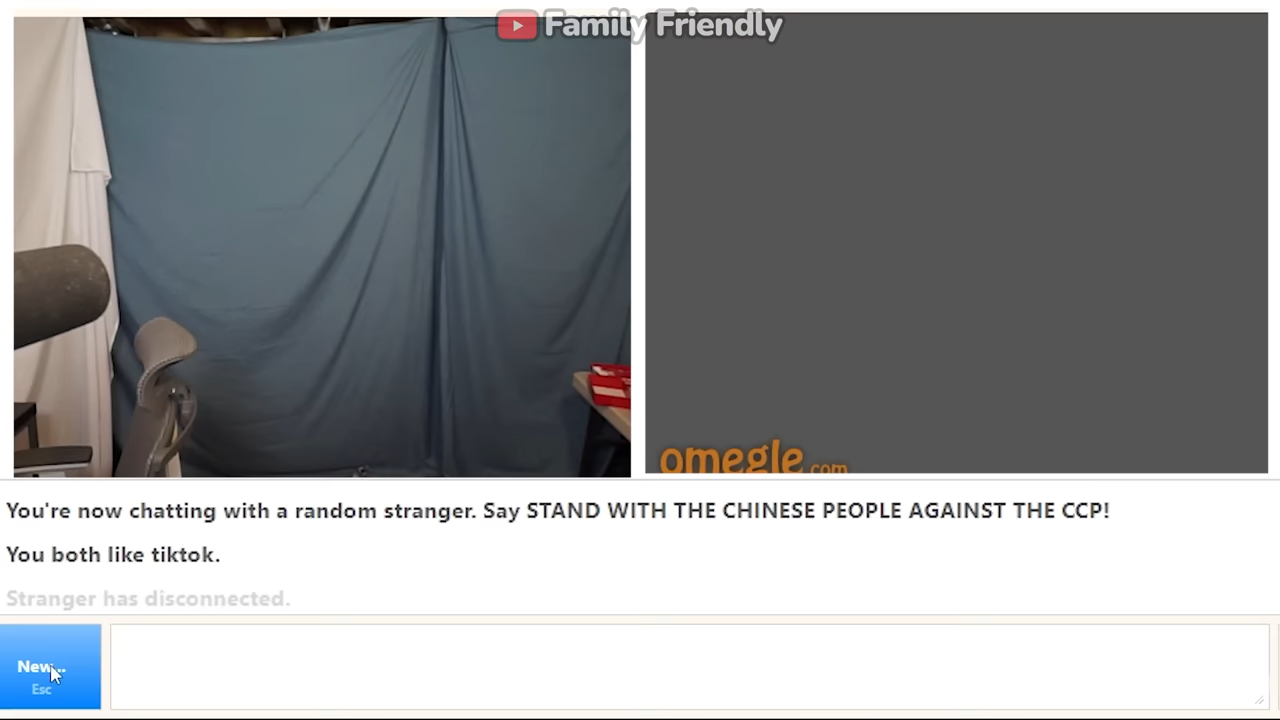 Family Friendly
omegle.com
You're now chatting with a random stranger. Say STAND WITH THE CHINESE PEOPLE AGAINST THE CCP!
You both like tiktok.
Stranger has disconnected.
New...
Esc